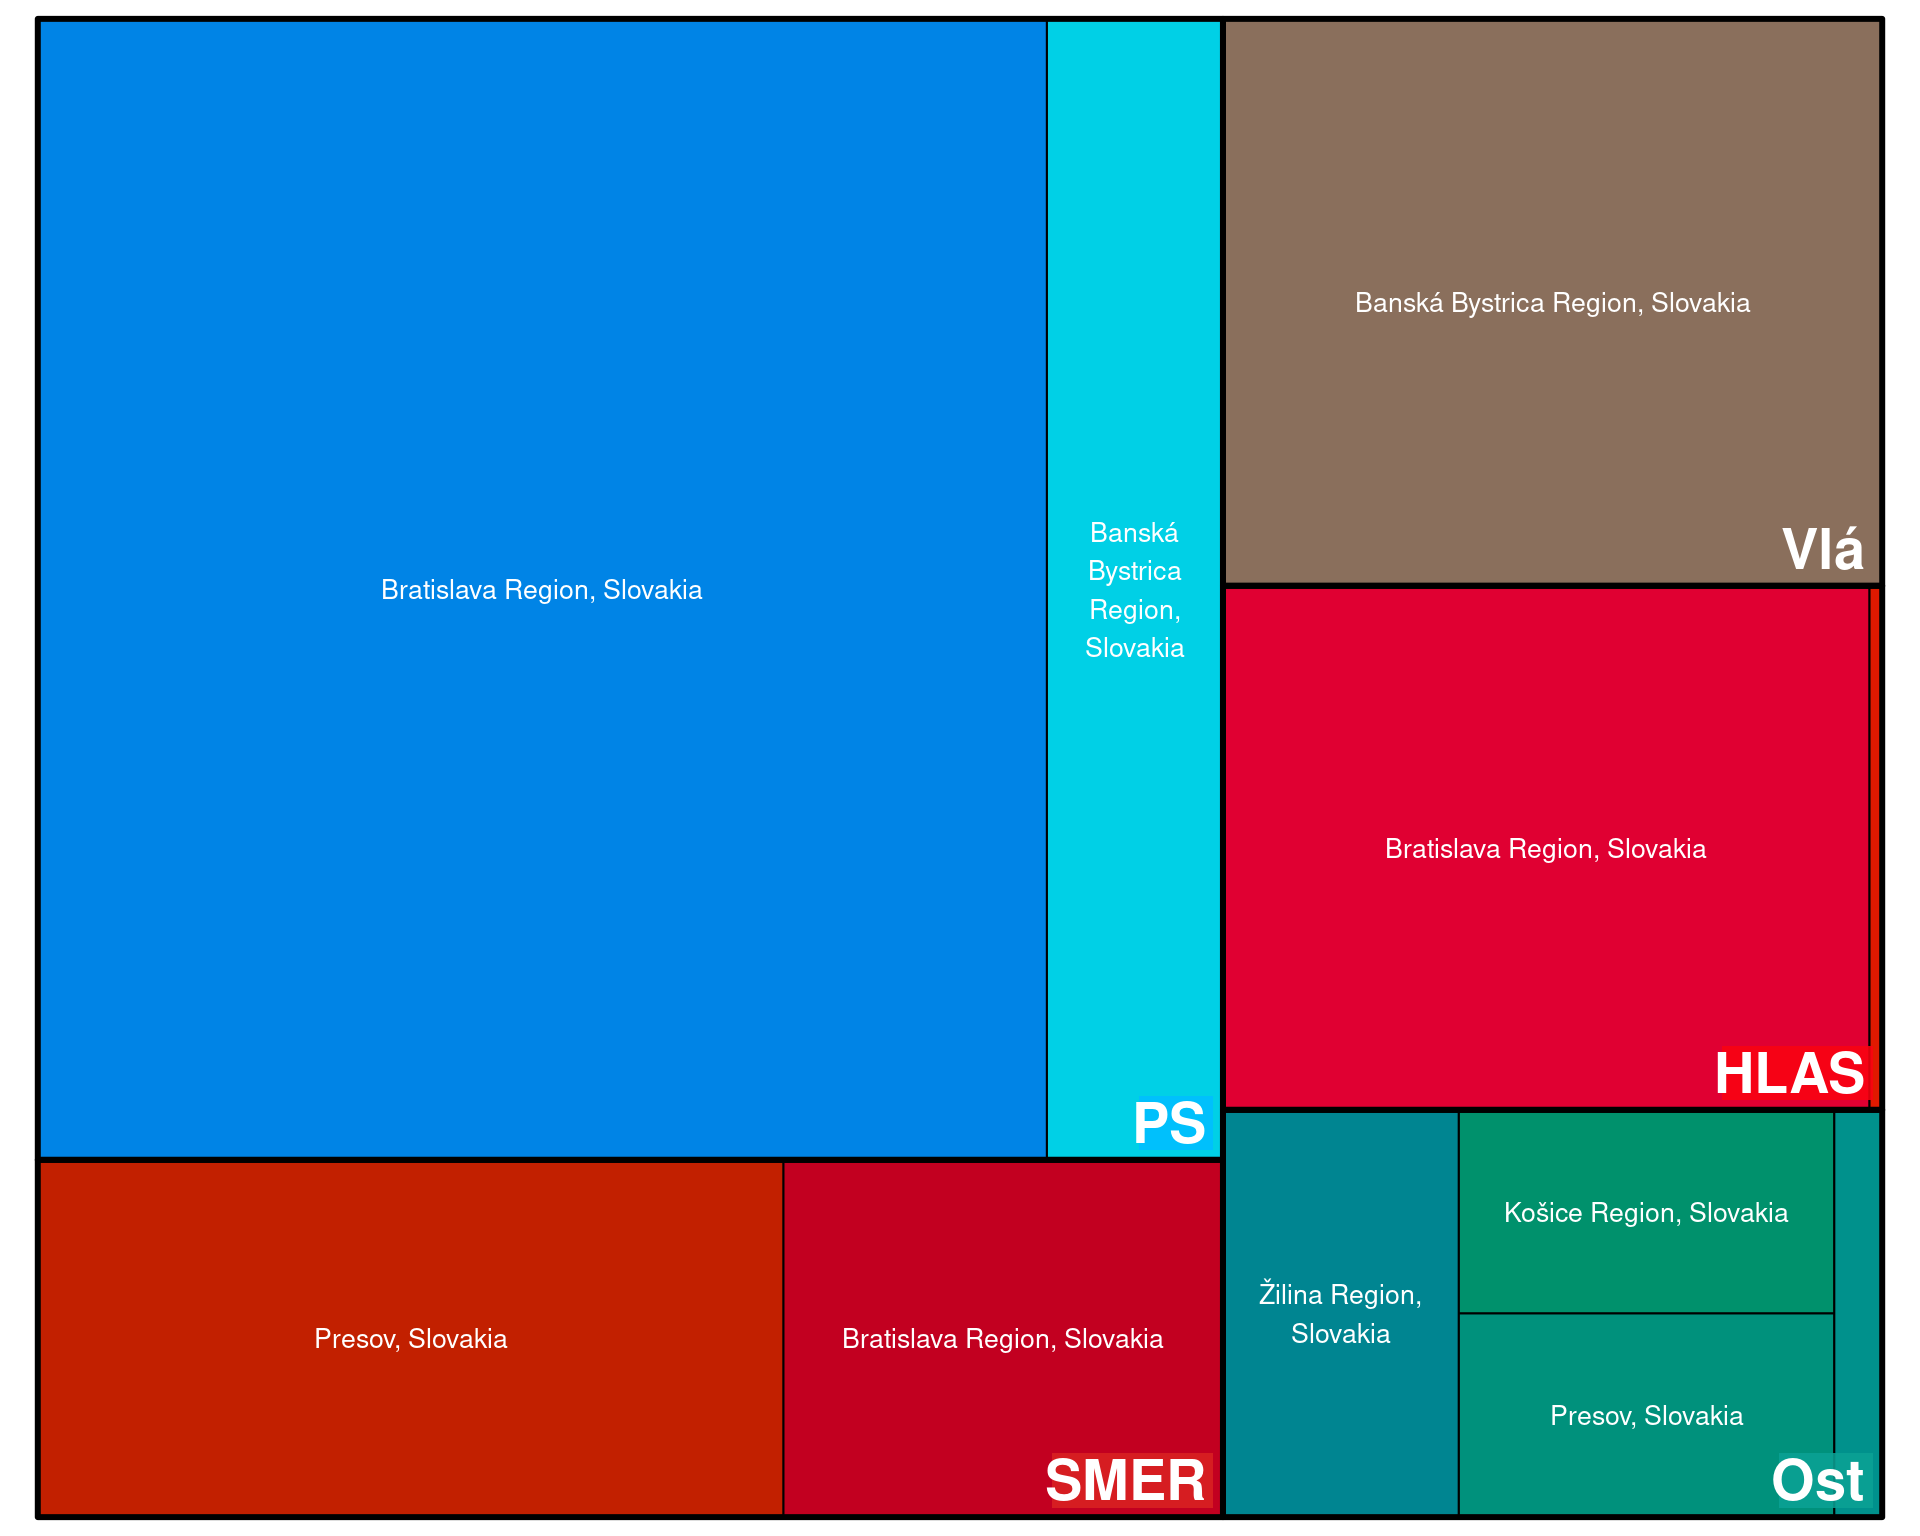 Bratislava Region, Slovakia
Banská
Bystrica
Region,
Slovakia
PS
Banská Bystrica Region, Slovakia
Vlá
Bratislava Region, Slovakia
HLAS
Presov, Slovakia
Bratislava Region, Slovakia
SMER
Žilina Region,
Slovakia
Košice Region, Slovakia
Presov, Slovakia
Ost